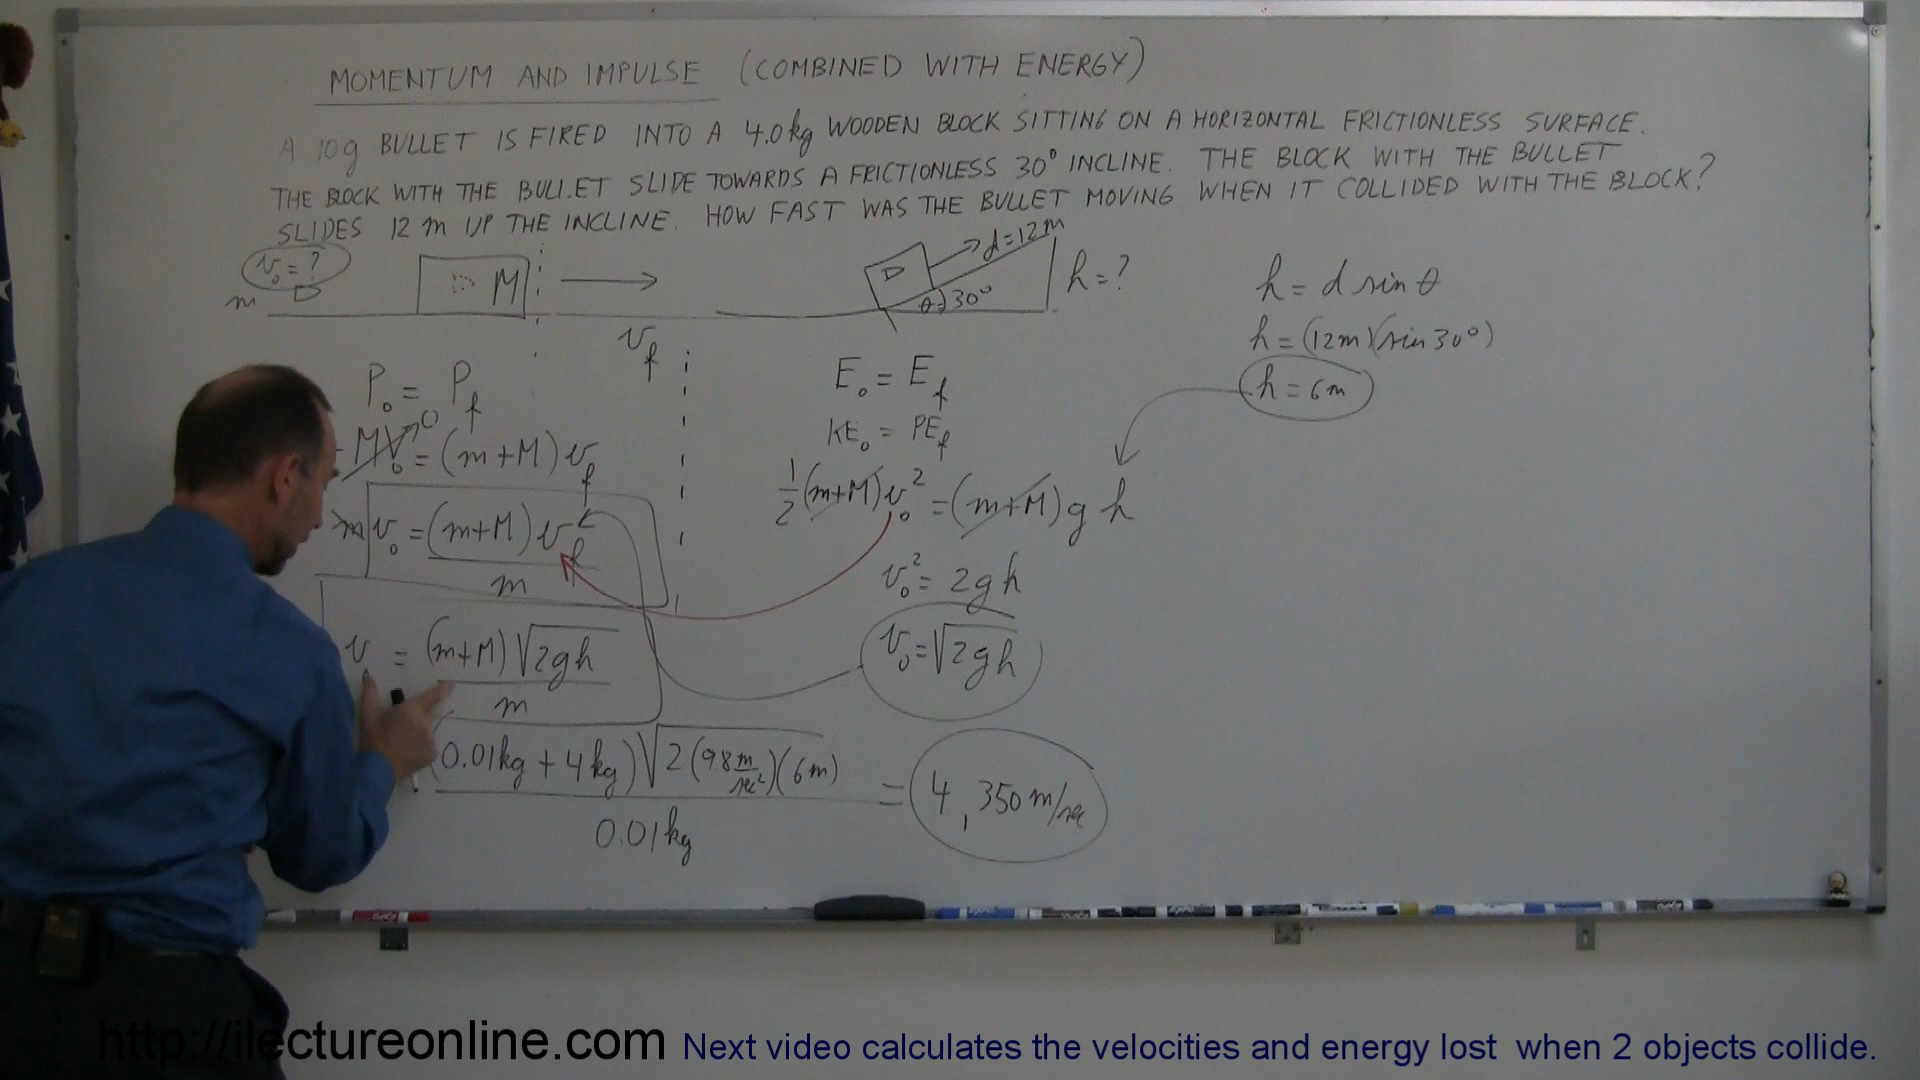 MOMENTUM AND IMPULSE (COMBINED WITH ENERGY)
A 10g BULLET IS FIRED INTO A 4.0kg WOODEN BLOCK SITTING ON A HORIZONTAL FRICTIONLESS SURFACE.
THE BLOCK WITH THE BULLET SLIDE TOWARDS A FRICTIONLESS 30° INCLINE. THE BLOCK WITH THE BULLET
SLIDES 12 m UP THE INCLINE. HOW FAST WAS THE BULLET MOVING WHEN IT COLLIDED WITH THE BLOCK?
v₀ = ?
m
M
v_f
d=12m
θ=30°
h=?
P₀ = P_f
MV₀ = (m+M) v_f
0
m v₀ = (m+M) v_f / m
v = (m+M) √2gh / m
(0.01kg + 4kg) √2(9.8 m/sec²)(6m) / 0.01kg = 4,350 m/sec
E₀ = E_f
KE₀ = PE_f
½(m+M) v₀² = (m+M) g h
v₀² = 2gh
v₀ = √2gh
h = d sin θ
h = (12m)(sin 30°)
h = 6m
http://ilectureonline.com Next video calculates the velocities and energy lost when 2 objects collide.